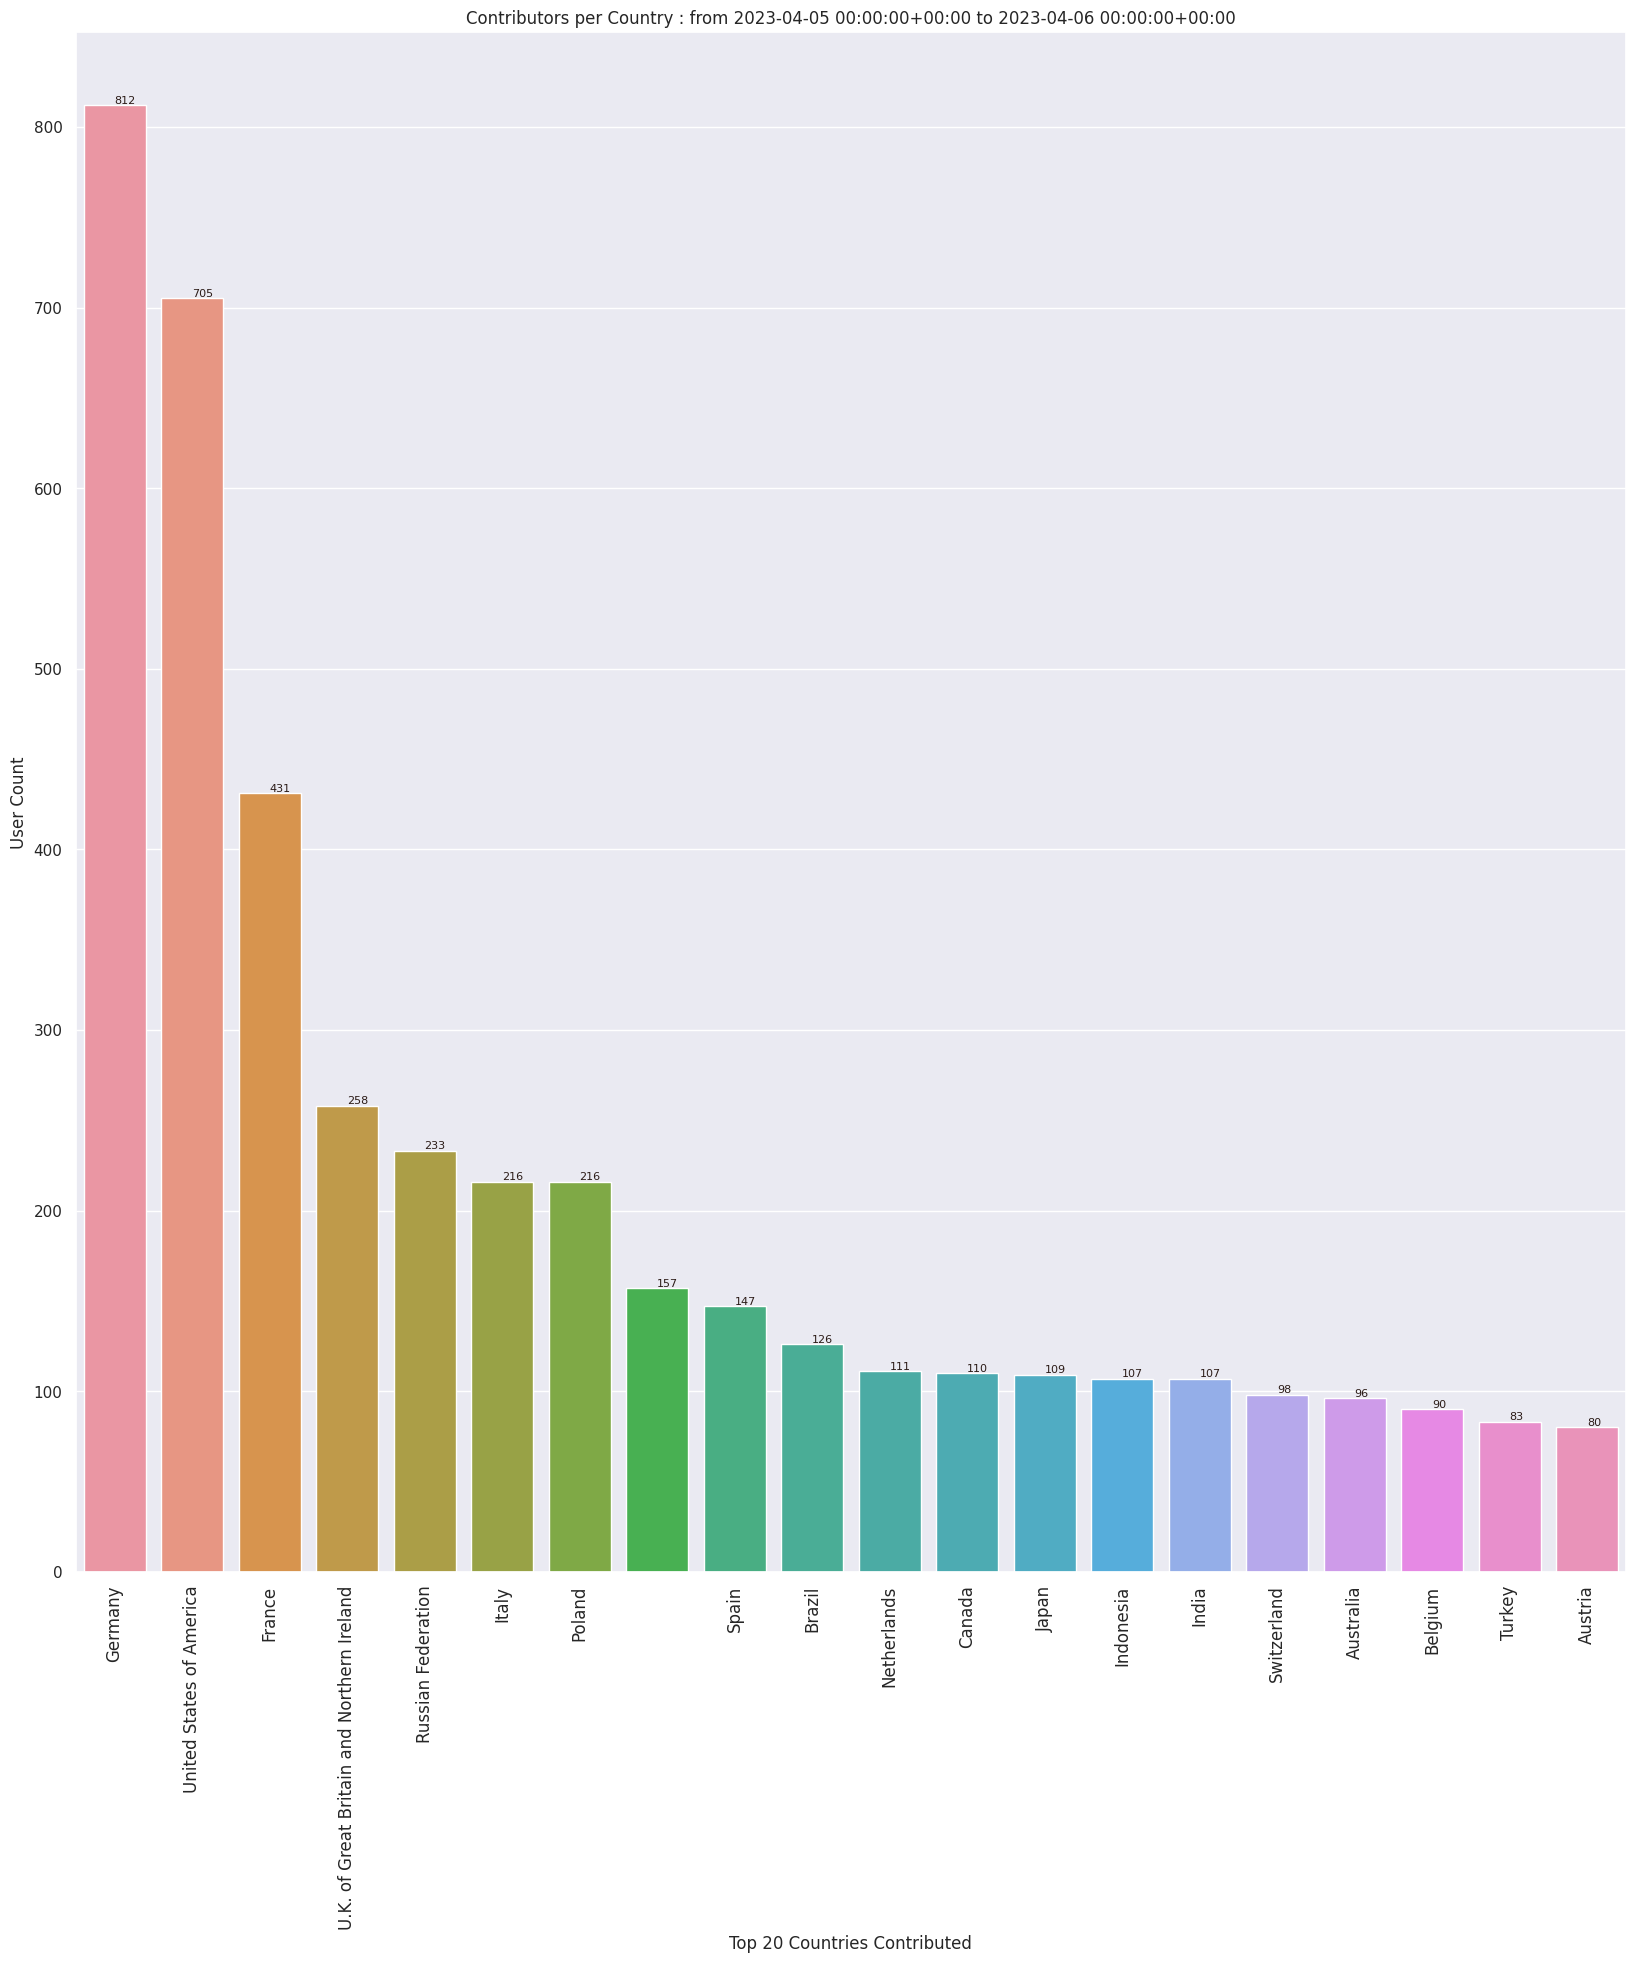 Contributors per Country : from 2023-04-05 00:00:00+00:00 to 2023-04-06 00:00:00+00:00
User Count
800
700
600
500
400
300
200
100
0
812
705
431
258
233
216
216
157
147
126
111
110
109
107
107
98
96
90
83
80
Germany
United States of America
France
U.K. of Great Britain and Northern Ireland
Russian Federation
Italy
Poland
Spain
Brazil
Netherlands
Canada
Japan
Indonesia
India
Switzerland
Australia
Belgium
Turkey
Austria
Top 20 Countries Contributed